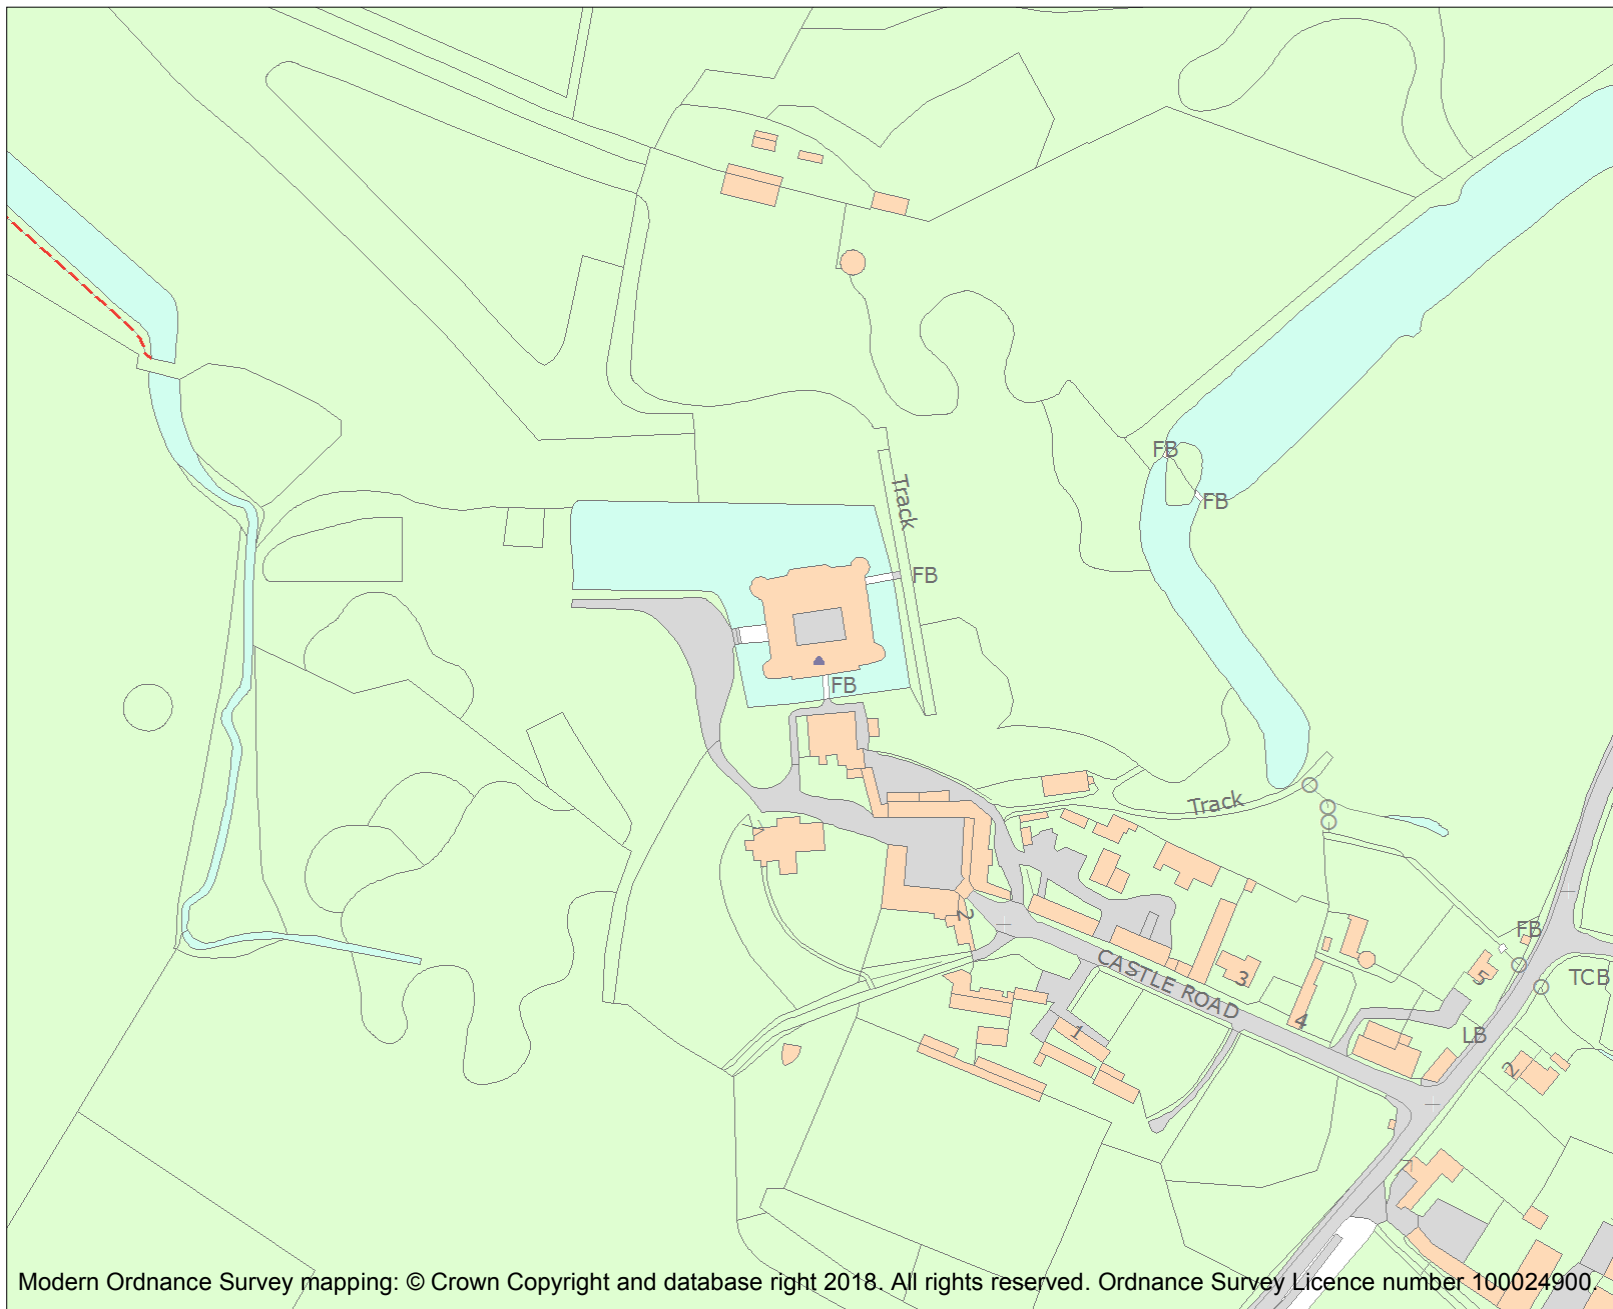 FB
FB
Track
FB
FB
Track
2
FB
CASTLE ROAD
3
5
TCB
4
1
LB
2
Modern Ordnance Survey mapping: © Crown Copyright and database right 2018. All rights reserved. Ordnance Survey Licence number 100024900.